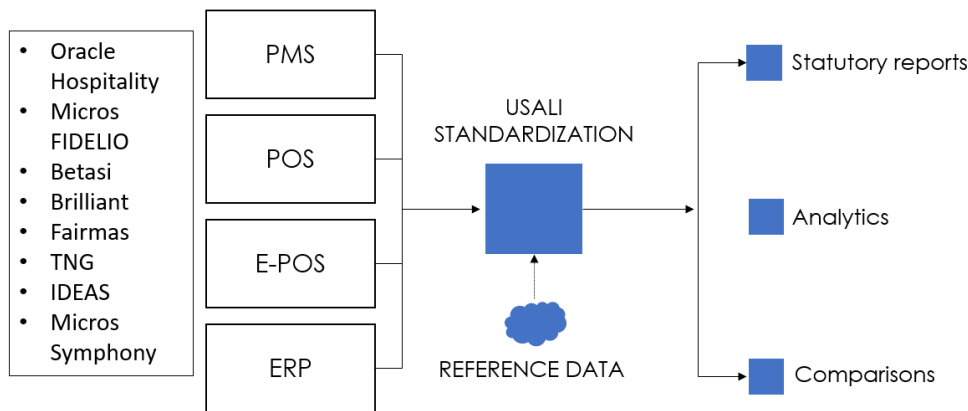 • Oracle
Hospitality
• Micros
FIDELIO
• Betasi
• Brilliant
• Fairmas
• TNG
• IDEAS
• Micros
Symphony
PMS
POS
E-POS
ERP
USALI
STANDARDIZATION
REFERENCE DATA
Statutory reports
Analytics
Comparisons